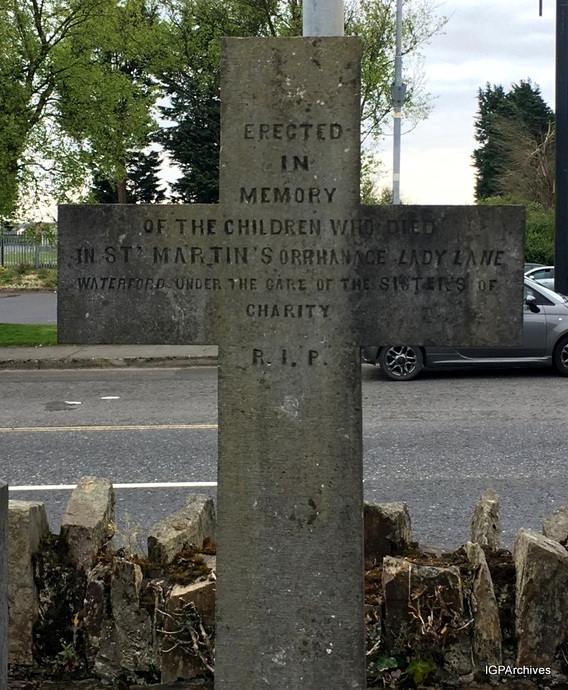 ERECTED
IN
MEMORY
OF THE CHILDREN WHO DIED
IN ST' MARTIN'S ORRHANAGE LADY LANE
WATERFORD UNDER THE CARE OF THE SISTER'S OF
CHARITY
R.I.P.
IGPArchives